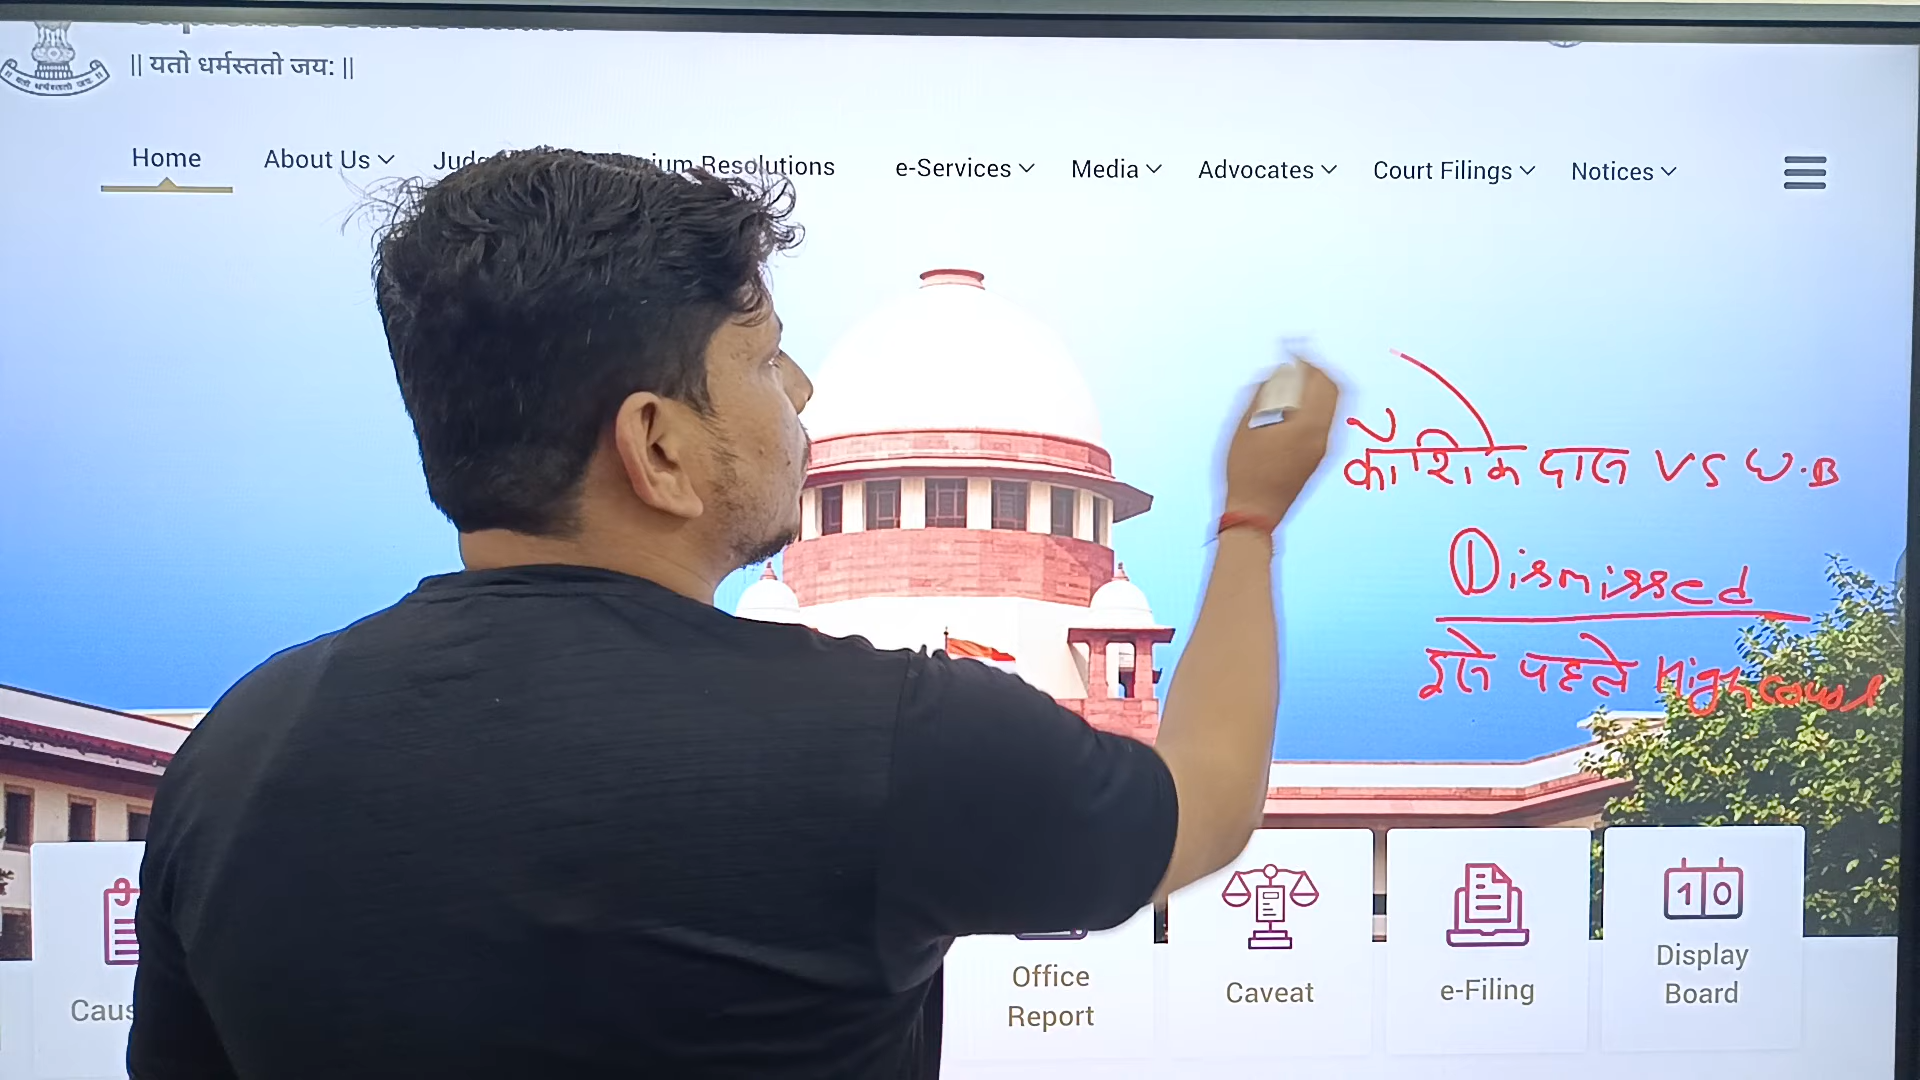 || यतो धर्मस्ततो जय: ||
Home
About Us
Resolutions
e-Services
Media
Advocates
Court Filings
Notices
कौशिक दास VS W.B
Dismissed
इसे पहले High court
Office
Report
Caveat
e-Filing
10
Display
Board